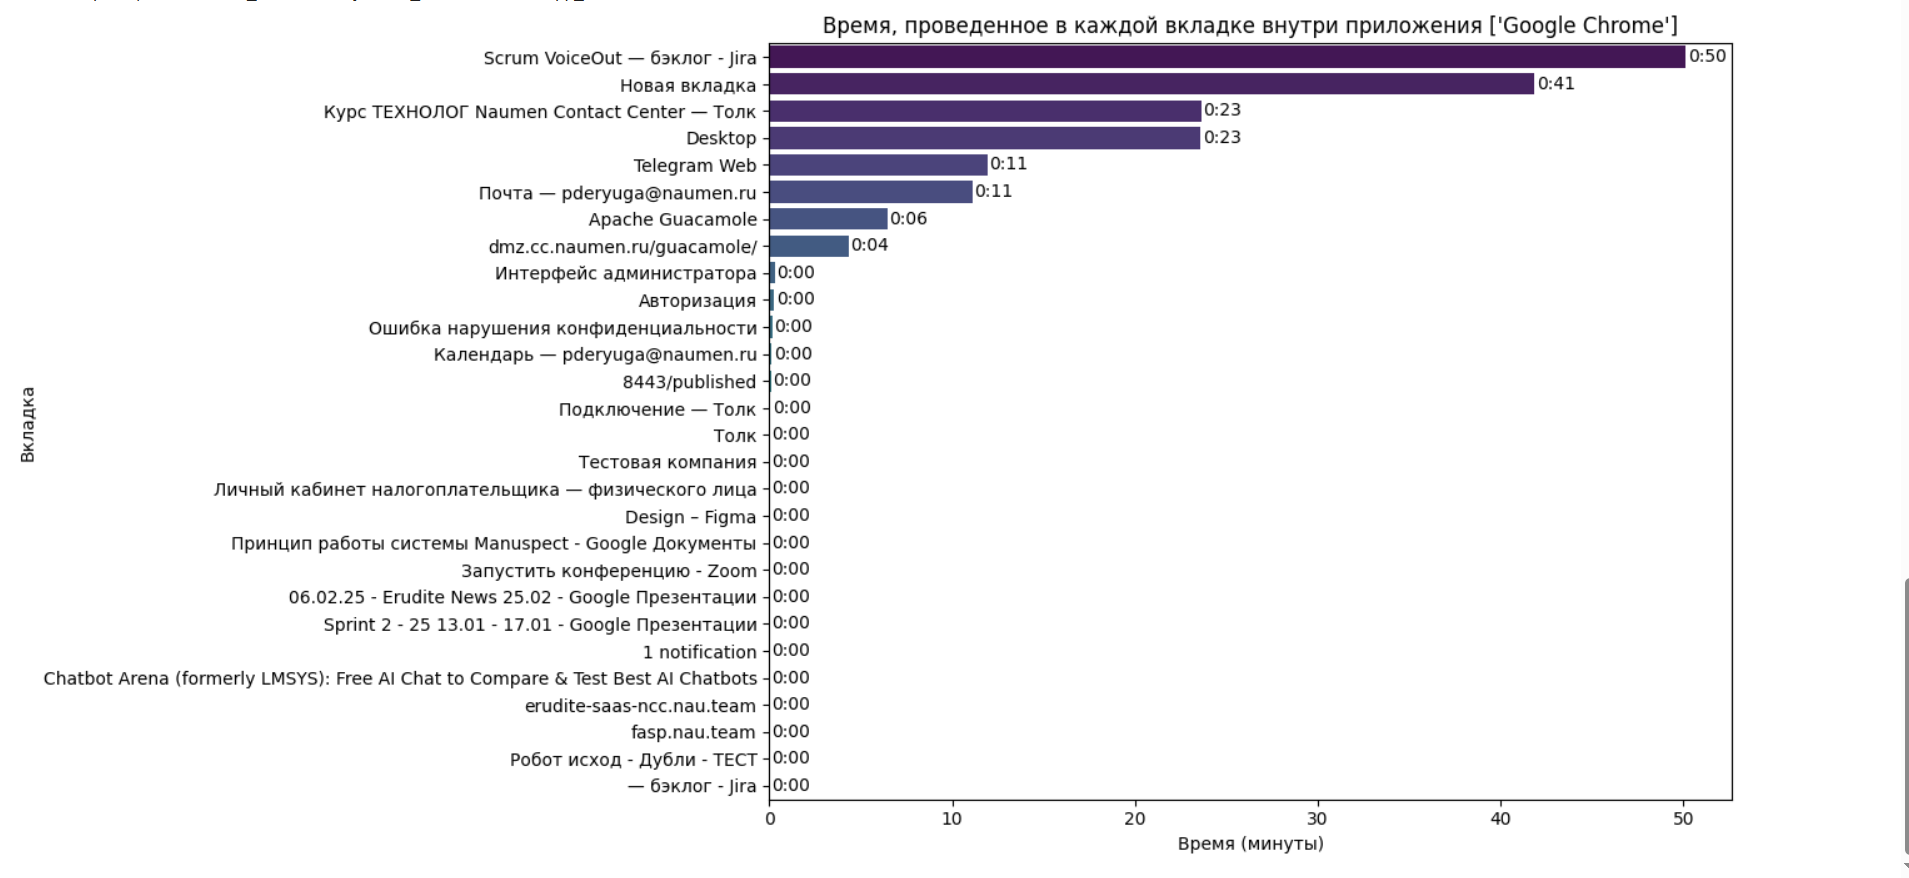 Время, проведенное в каждой вкладке внутри приложения ['Google Chrome']
Scrum VoiceOut — бэклог - Jira 0:50
Новая вкладка 0:41
Курс ТЕХНОЛОГ Naumen Contact Center — Толк 0:23
Desktop 0:23
Telegram Web 0:11
Почта — pderyuga@naumen.ru 0:11
Apache Guacamole 0:06
dmz.cc.naumen.ru/guacamole/ 0:04
Интерфейс администратора 0:00
Авторизация 0:00
Ошибка нарушения конфиденциальности 0:00
Календарь — pderyuga@naumen.ru 0:00
8443/published 0:00
Подключение — Толк 0:00
Толк 0:00
Тестовая компания 0:00
Личный кабинет налогоплательщика — физического лица 0:00
Design – Figma 0:00
Принцип работы системы Manuspect - Google Документы 0:00
Запустить конференцию - Zoom 0:00
06.02.25 - Erudite News 25.02 - Google Презентации 0:00
Sprint 2 - 25 13.01 - 17.01 - Google Презентации 0:00
1 notification 0:00
Chatbot Arena (formerly LMSYS): Free AI Chat to Compare & Test Best AI Chatbots 0:00
erudite-saas-ncc.nau.team 0:00
fasp.nau.team 0:00
Робот исход - Дубли - ТЕСТ 0:00
— бэклог - Jira 0:00
Вкладка
0 10 20 30 40 50
Время (минуты)